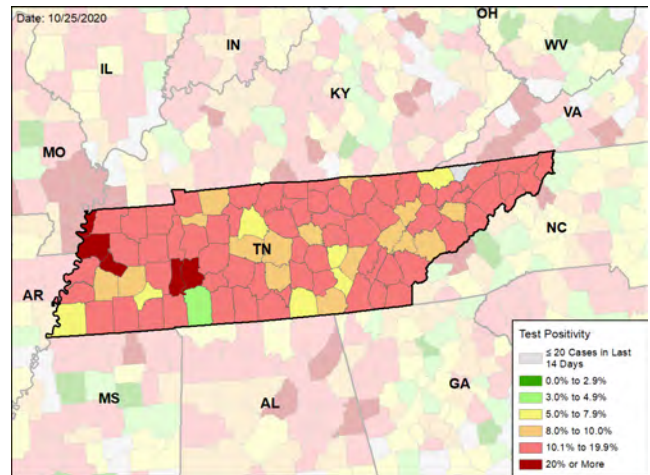 Date: 10/25/2020
OH
IN
WV
IL
KY
VA
MO
NC
TN
AR
MS
AL
GA
Test Positivity
≤ 20 Cases in Last
14 Days
0.0% to 2.9%
3.0% to 4.9%
5.0% to 7.9%
8.0% to 10.0%
10.1% to 19.9%
20% or More